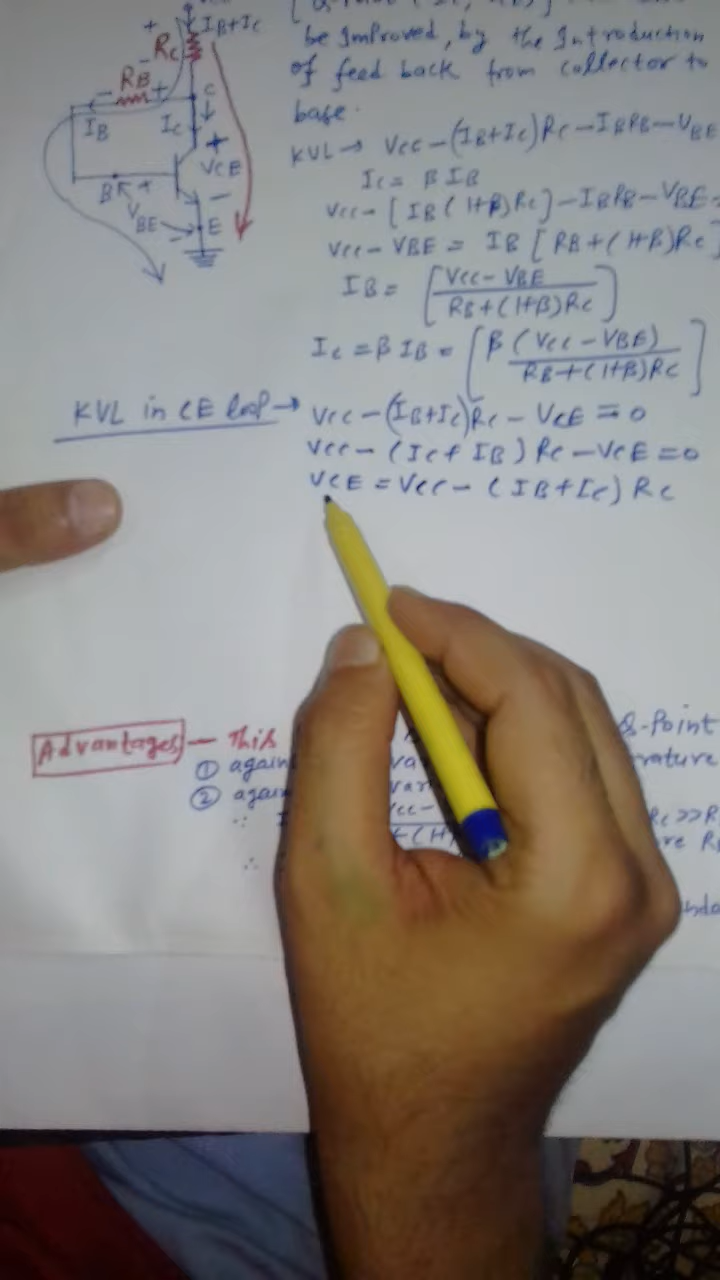 IB+IC
+
RC
-
- RB +
C
IB
IC
+
VCE
B +
-
VBE
E
-
be Improved, by the Introduction
of feed back from collector to
base.
KVL → VCC-(IB+IC)RC-IBRB-VBE
IC= βIB
VCC-[IB(1+β)RC]-IBRB-VBE=
VCC-VBE = IB[RB+(1+β)RC]
IB= [VCC-VBE
RB+(1+β)RC]
IC=βIB= [β(VCC-VBE)
RB+(1+β)RC]
KVL in CE loop→ VCC-(IB+IC)RC-VCE=0
VCC-(IC+IB)RC-VCE=0
VCE=VCC-(IB+IC)RC
Advantages - This
Q-Point
①
②
∴
∴